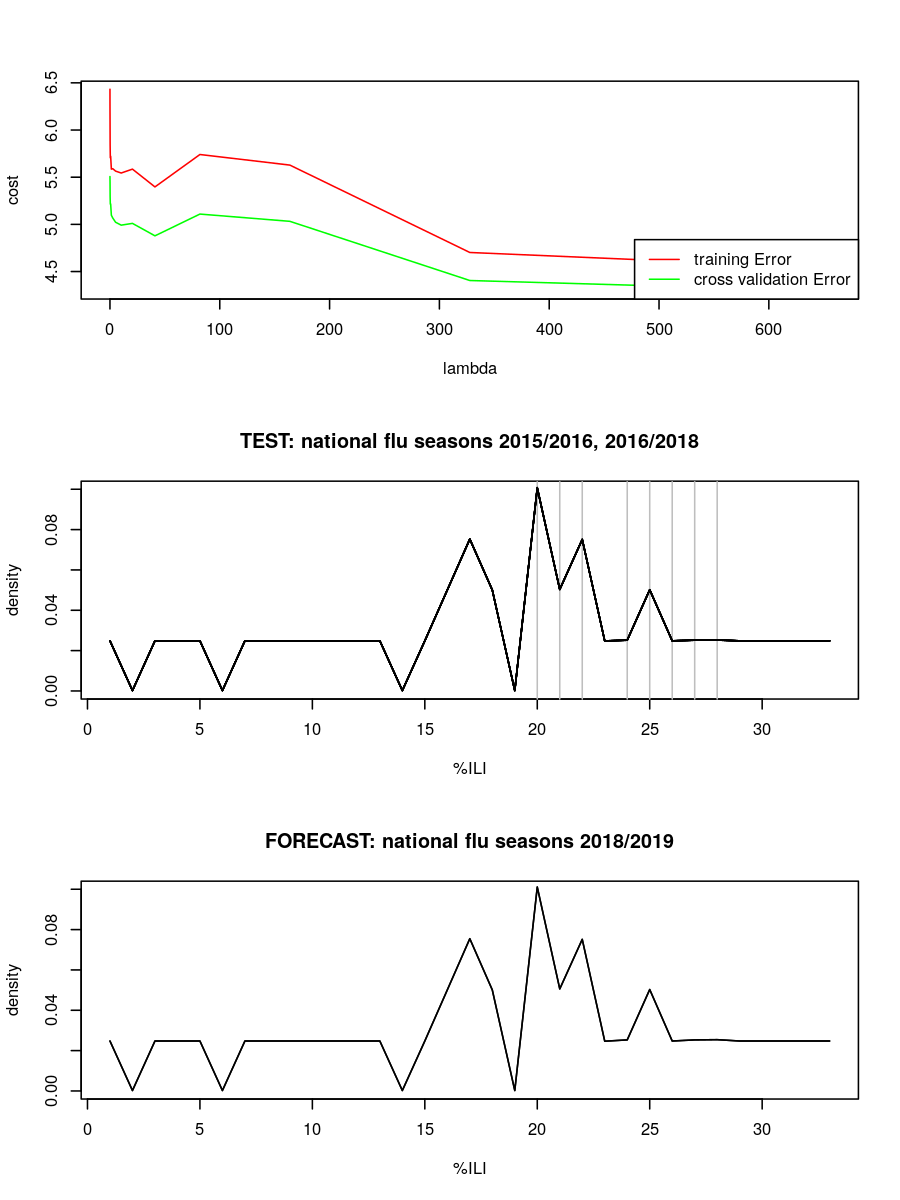 cost
6.5
6.0
5.5
5.0
4.5
training Error
cross validation Error
0 100 200 300 400 500 600
lambda
TEST: national flu seasons 2015/2016, 2016/2018
density
0.08
0.04
0.00
0 5 10 15 20 25 30
%ILI
FORECAST: national flu seasons 2018/2019
density
0.08
0.04
0.00
0 5 10 15 20 25 30
%ILI